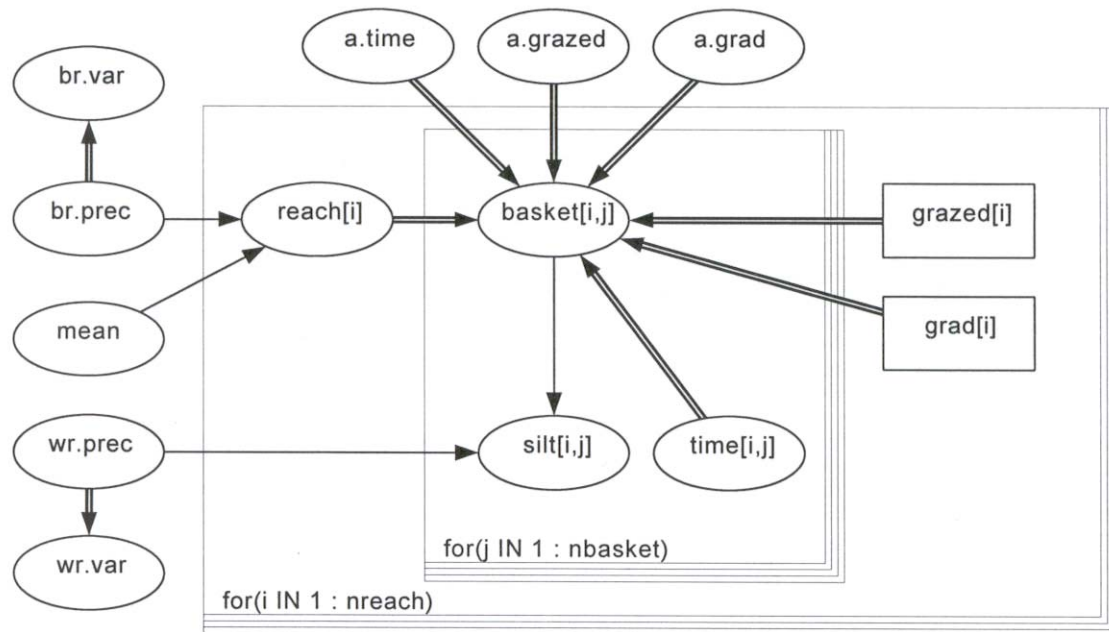 a.time
a.grazed
a.grad
br.var
br.prec
reach[i]
basket[i,j]
grazed[i]
mean
grad[i]
wr.prec
silt[i,j]
time[i,j]
for(j IN 1 : nbasket)
wr.var
for(i IN 1 : nreach)